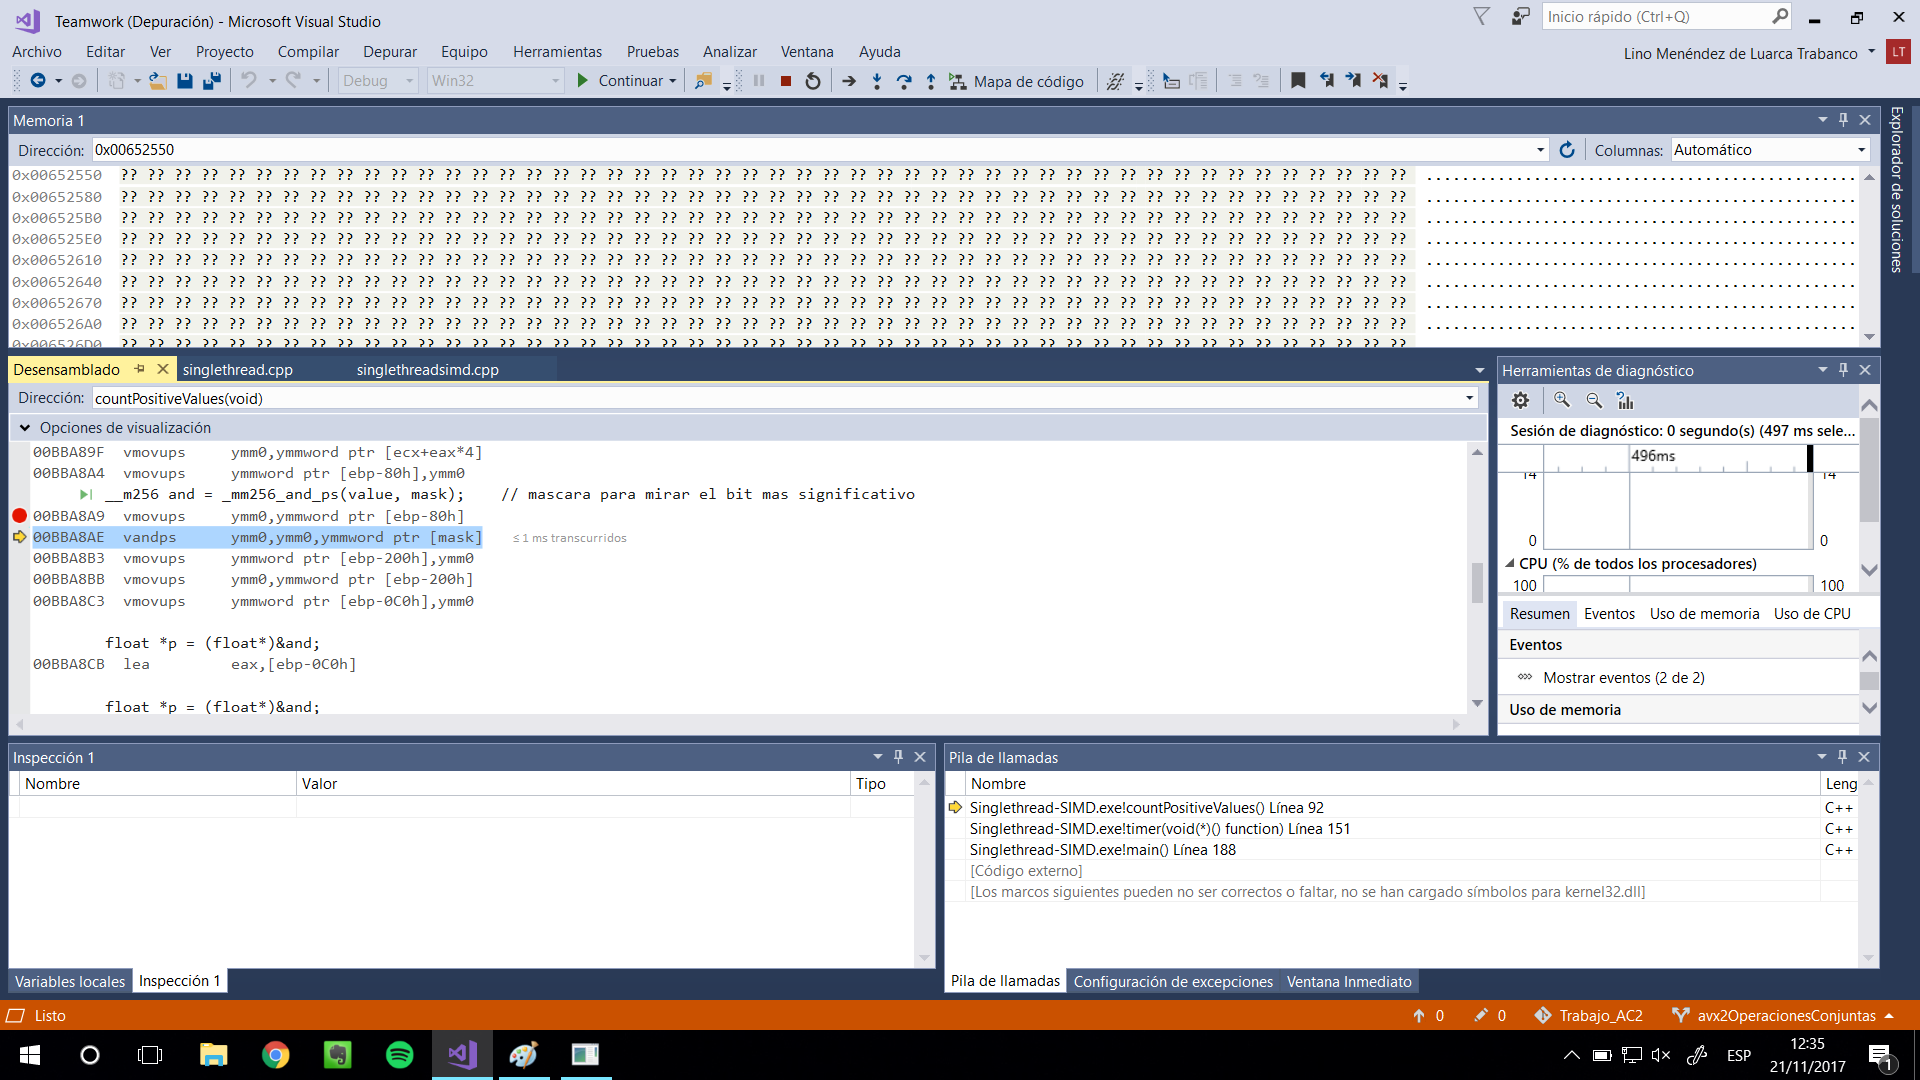 Teamwork (Depuración) - Microsoft Visual Studio
Inicio rápido (Ctrl+Q)
Archivo Editar Ver Proyecto Compilar Depurar Equipo Herramientas Pruebas Analizar Ventana Ayuda
Lino Menéndez de Luarca Trabanco LT
Debug Win32 Continuar Mapa de código
Explorador de soluciones
Memoria 1
Dirección: 0x00652550 Columnas: Automático
0x00652550 ?? ?? ?? ?? ?? ?? ?? ?? ?? ?? ?? ?? ?? ?? ?? ?? ?? ?? ?? ?? ?? ?? ?? ?? ?? ?? ?? ?? ?? ?? ?? ?? ?? ?? ?? ?? ?? ?? ?? ?? ?? ?? ?? ?? ?? ?? ?? ?? ................................................
0x00652580 ?? ?? ?? ?? ?? ?? ?? ?? ?? ?? ?? ?? ?? ?? ?? ?? ?? ?? ?? ?? ?? ?? ?? ?? ?? ?? ?? ?? ?? ?? ?? ?? ?? ?? ?? ?? ?? ?? ?? ?? ?? ?? ?? ?? ?? ?? ?? ?? ................................................
0x006525B0 ?? ?? ?? ?? ?? ?? ?? ?? ?? ?? ?? ?? ?? ?? ?? ?? ?? ?? ?? ?? ?? ?? ?? ?? ?? ?? ?? ?? ?? ?? ?? ?? ?? ?? ?? ?? ?? ?? ?? ?? ?? ?? ?? ?? ?? ?? ?? ?? ................................................
0x006525E0 ?? ?? ?? ?? ?? ?? ?? ?? ?? ?? ?? ?? ?? ?? ?? ?? ?? ?? ?? ?? ?? ?? ?? ?? ?? ?? ?? ?? ?? ?? ?? ?? ?? ?? ?? ?? ?? ?? ?? ?? ?? ?? ?? ?? ?? ?? ?? ?? ................................................
0x00652610 ?? ?? ?? ?? ?? ?? ?? ?? ?? ?? ?? ?? ?? ?? ?? ?? ?? ?? ?? ?? ?? ?? ?? ?? ?? ?? ?? ?? ?? ?? ?? ?? ?? ?? ?? ?? ?? ?? ?? ?? ?? ?? ?? ?? ?? ?? ?? ?? ................................................
0x00652640 ?? ?? ?? ?? ?? ?? ?? ?? ?? ?? ?? ?? ?? ?? ?? ?? ?? ?? ?? ?? ?? ?? ?? ?? ?? ?? ?? ?? ?? ?? ?? ?? ?? ?? ?? ?? ?? ?? ?? ?? ?? ?? ?? ?? ?? ?? ?? ?? ................................................
0x00652670 ?? ?? ?? ?? ?? ?? ?? ?? ?? ?? ?? ?? ?? ?? ?? ?? ?? ?? ?? ?? ?? ?? ?? ?? ?? ?? ?? ?? ?? ?? ?? ?? ?? ?? ?? ?? ?? ?? ?? ?? ?? ?? ?? ?? ?? ?? ?? ?? ................................................
0x006526A0 ?? ?? ?? ?? ?? ?? ?? ?? ?? ?? ?? ?? ?? ?? ?? ?? ?? ?? ?? ?? ?? ?? ?? ?? ?? ?? ?? ?? ?? ?? ?? ?? ?? ?? ?? ?? ?? ?? ?? ?? ?? ?? ?? ?? ?? ?? ?? ?? ................................................
0x006526D0 ?? ?? ?? ?? ?? ?? ?? ?? ?? ?? ?? ?? ?? ?? ?? ?? ?? ?? ?? ?? ?? ?? ?? ?? ?? ?? ?? ?? ?? ?? ?? ?? ?? ?? ?? ?? ?? ?? ?? ?? ?? ?? ?? ?? ?? ?? ?? ??
Desensamblado singlethread.cpp singlethreadsimd.cpp
Dirección: countPositiveValues(void)
Opciones de visualización
00BBA89F vmovups ymm0,ymmword ptr [ecx+eax*4]
00BBA8A4 vmovups ymmword ptr [ebp-80h],ymm0
__m256 and = _mm256_and_ps(value, mask); // mascara para mirar el bit mas significativo
00BBA8A9 vmovups ymm0,ymmword ptr [ebp-80h]
00BBA8AE vandps ymm0,ymm0,ymmword ptr [mask] ≤ 1 ms transcurridos
00BBA8B3 vmovups ymmword ptr [ebp-200h],ymm0
00BBA8BB vmovups ymm0,ymmword ptr [ebp-200h]
00BBA8C3 vmovups ymmword ptr [ebp-0C0h],ymm0
float *p = (float*)&and;
00BBA8CB lea eax,[ebp-0C0h]
float *p = (float*)&and;
Herramientas de diagnóstico
Sesión de diagnóstico: 0 segundo(s) (497 ms sele...
496ms
14 14
0 0
CPU (% de todos los procesadores)
100 100
Resumen Eventos Uso de memoria Uso de CPU
Eventos
Mostrar eventos (2 de 2)
Uso de memoria
Inspección 1
Nombre Valor Tipo
Variables locales Inspección 1
Pila de llamadas
Nombre Leng
Singlethread-SIMD.exe!countPositiveValues() Línea 92 C++
Singlethread-SIMD.exe!timer(void(*)() function) Línea 151 C++
Singlethread-SIMD.exe!main() Línea 188 C++
[Código externo]
[Los marcos siguientes pueden no ser correctos o faltar, no se han cargado símbolos para kernel32.dll]
Pila de llamadas Configuración de excepciones Ventana Inmediato
Listo 0 0 Trabajo_AC2 avx2OperacionesConjuntas
ESP 12:35
21/11/2017 1